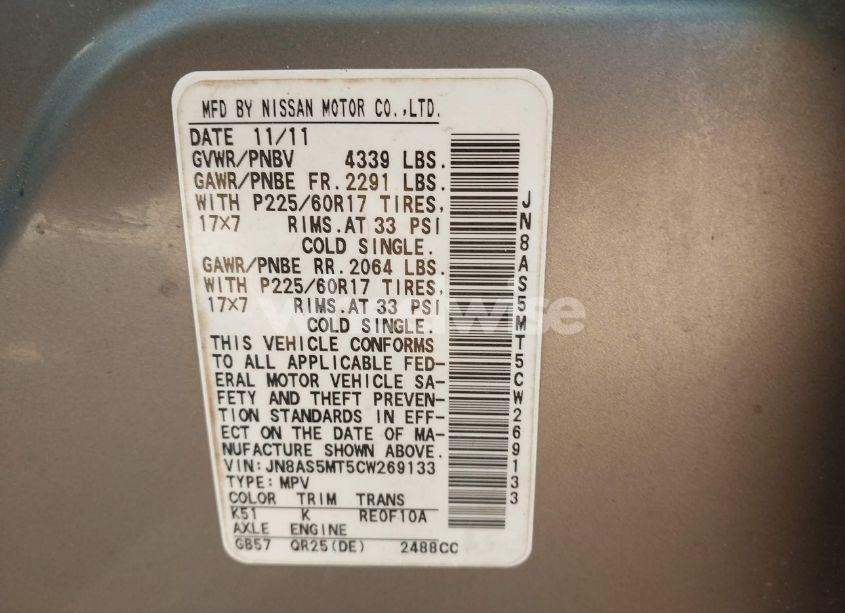 MFD BY NISSAN MOTOR CO.,LTD.
DATE 11/11
GVWR/PNBV 4339 LBS.
GAWR/PNBE FR. 2291 LBS.
WITH P225/60R17 TIRES,
17×7 RIMS.AT 33 PSI
COLD SINGLE.
GAWR/PNBE RR. 2064 LBS.
WITH P225/60R17 TIRES,
17×7 RIMS.AT 33 PSI
COLD SINGLE.
THIS VEHICLE CONFORMS
TO ALL APPLICABLE FED-
ERAL MOTOR VEHICLE SA-
FETY AND THEFT PREVEN-
TION STANDARDS IN EFF-
ECT ON THE DATE OF MA-
NUFACTURE SHOWN ABOVE.
VIN:JN8AS5MT5CW269133
TYPE:MPV
COLOR TRIM TRANS
K51 K RE0F10A
AXLE ENGINE
GB57 QR25(DE) 2488CC
JN8AS5MT5CW269133